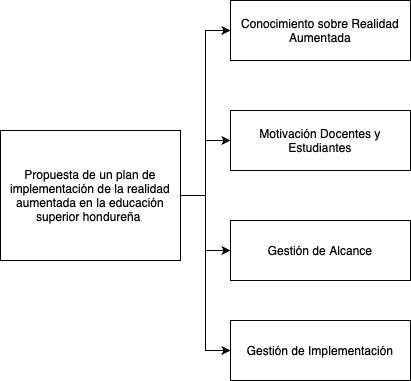 Conocimiento sobre Realidad
Aumentada
Motivación Docentes y
Estudiantes
Propuesta de un plan de
implementación de la realidad
aumentada en la educación
superior hondureña
Gestión de Alcance
Gestión de Implementación